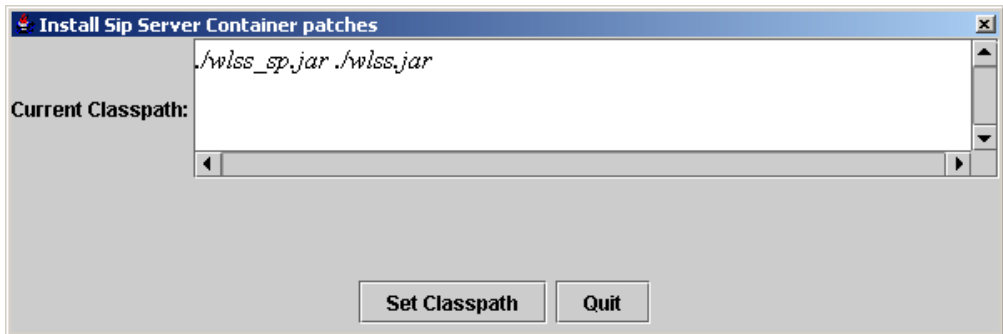 Install Sip Server Container patches
./wlss_sp.jar ./wlss.jar
Current Classpath:
Set Classpath
Quit